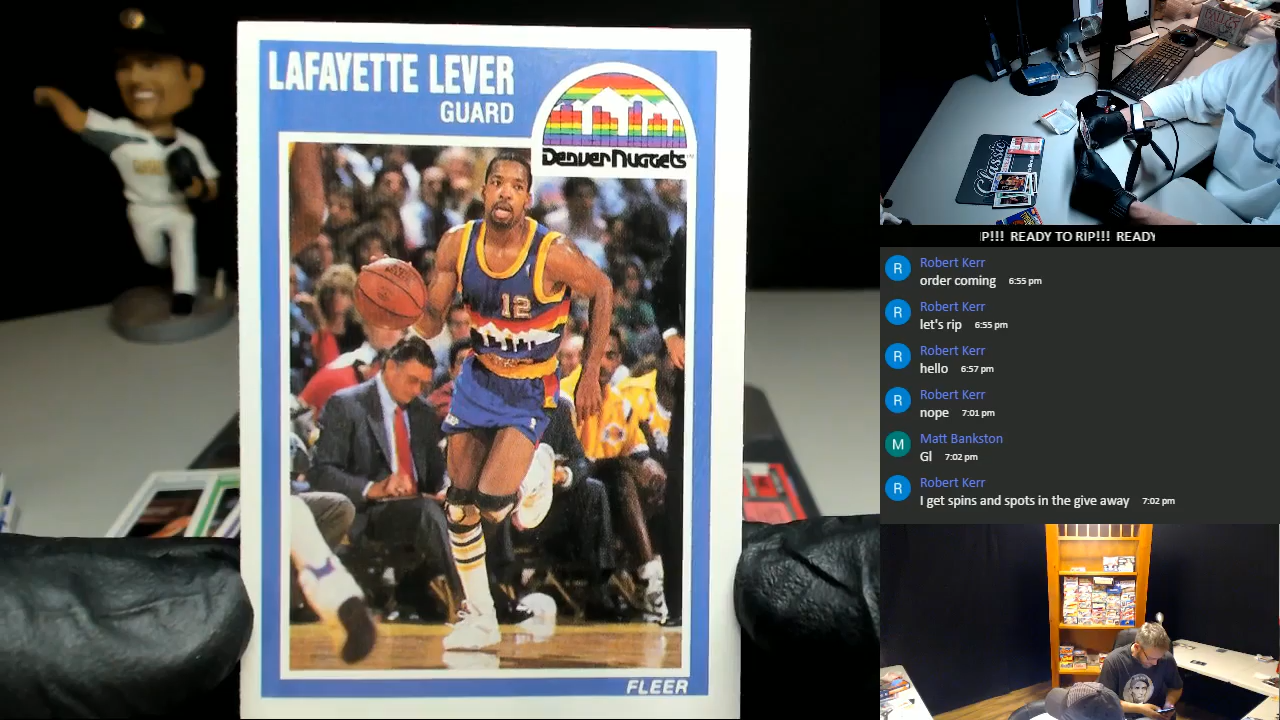 LAFAYETTE LEVER
GUARD
DENVER NUGGETS
12
FLEER
Classic
P!!! READY TO RIP!!! READY
R
Robert Kerr
order coming 6:55 pm
R
Robert Kerr
let's rip 6:55 pm
R
Robert Kerr
hello 6:57 pm
R
Robert Kerr
nope 7:01 pm
M
Matt Bankston
Gl 7:02 pm
R
Robert Kerr
I get spins and spots in the give away 7:02 pm